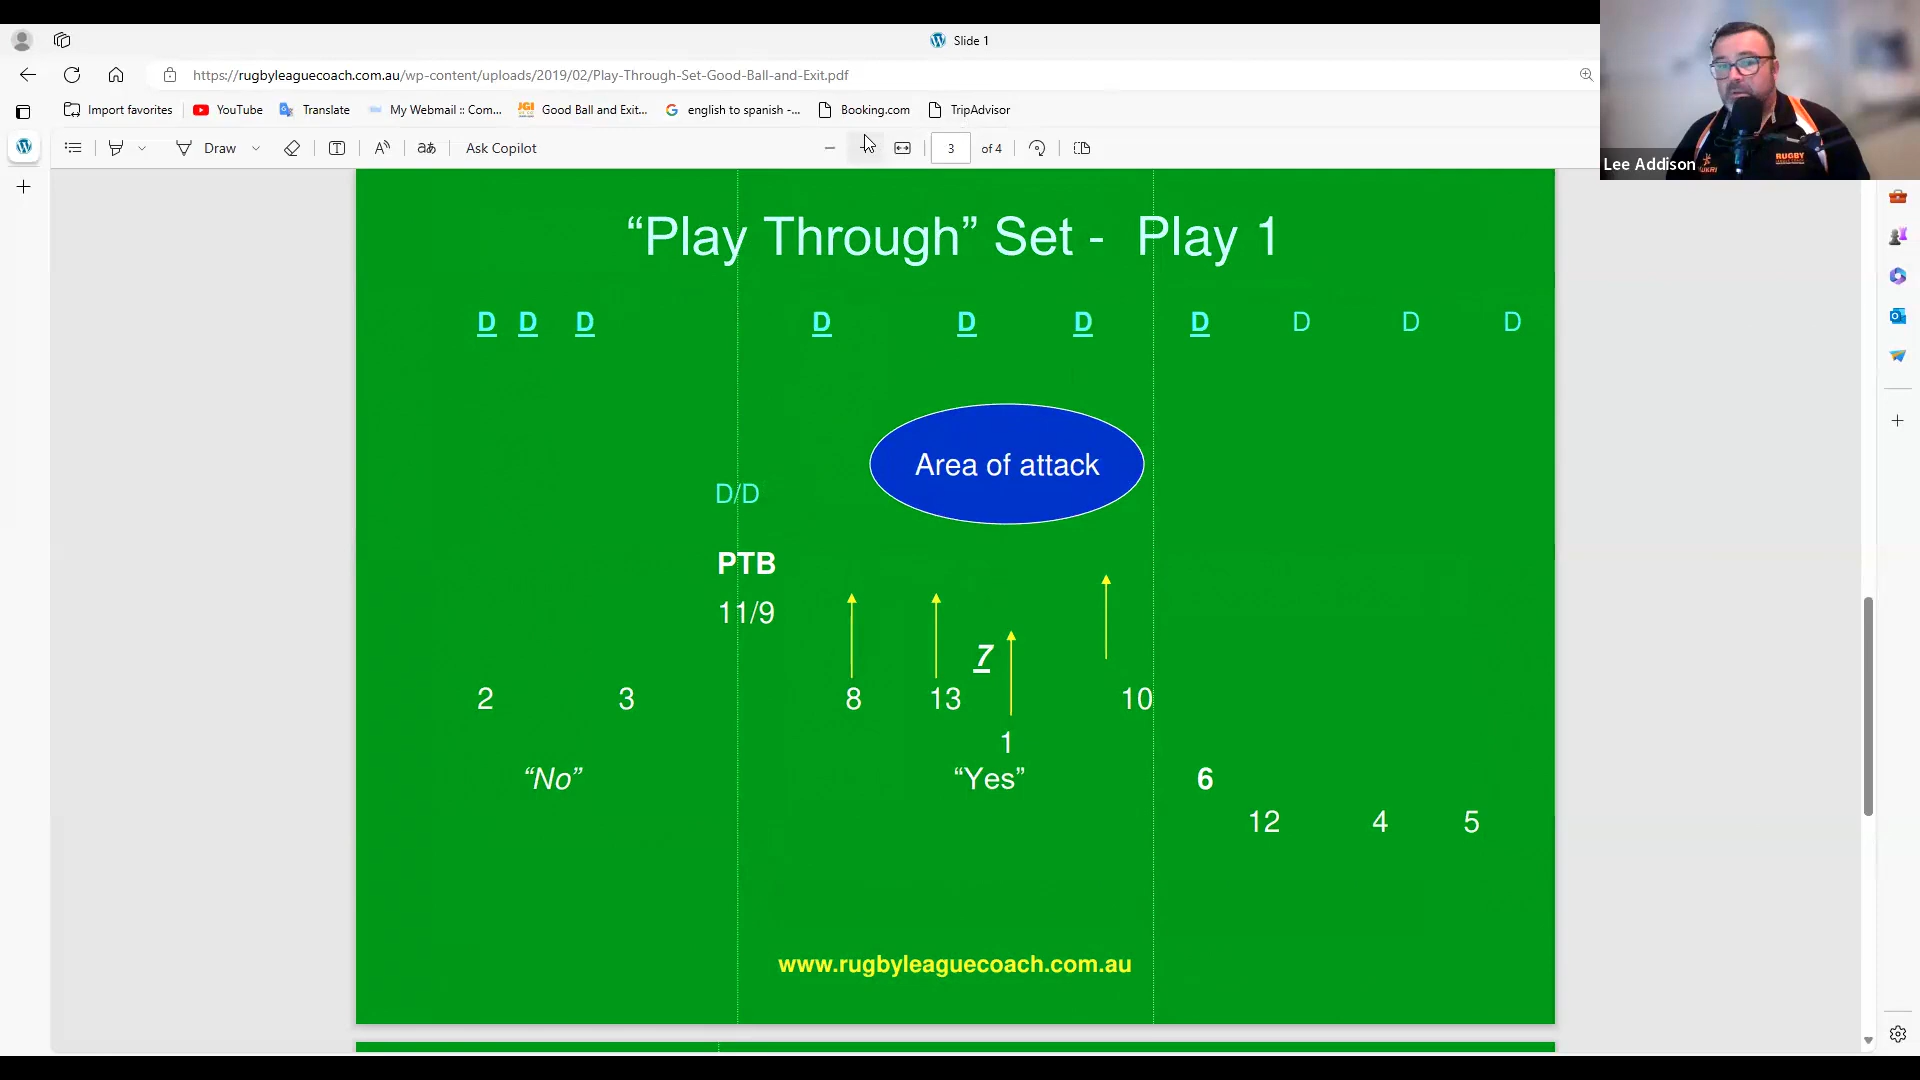 Slide 1
https://rugbyleaguecoach.com.au/wp-content/uploads/2019/02/Play-Through-Set-Good-Ball-and-Exit.pdf
Import favorites YouTube Translate My Webmail :: Com... Good Ball and Exit... english to spanish -... Booking.com TripAdvisor
Draw aあ Ask Copilot 3 of 4
Lee Addison
RUGBY
“Play Through” Set - Play 1
D D D D D D D D D D
Area of attack
D/D
PTB
11/9
7
2 3 8 13 10
1
“No” “Yes” 6
12 4 5
www.rugbyleaguecoach.com.au